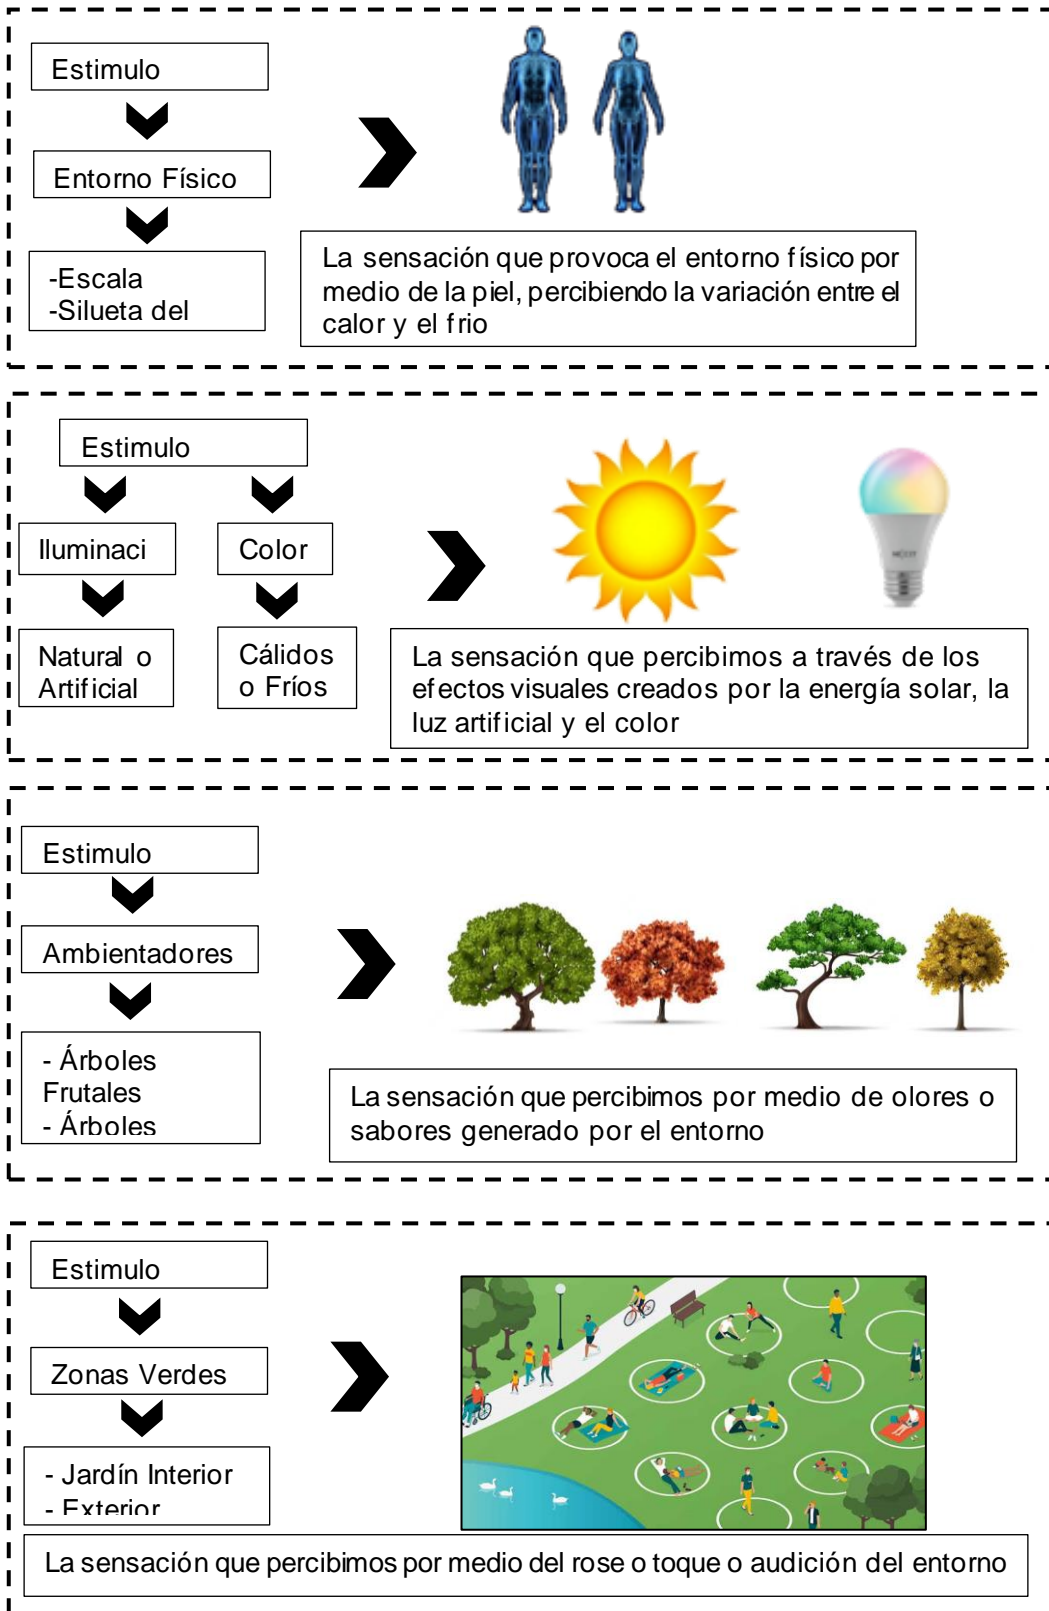 Estimulo
Entorno Físico
-Escala
-Silueta del
La sensación que provoca el entorno físico por
medio de la piel, percibiendo la variación entre el
calor y el frio
Estimulo
Iluminaci
Color
Natural o
Artificial
Cálidos
o Fríos
La sensación que percibimos a través de los
efectos visuales creados por la energía solar, la
luz artificial y el color
Estimulo
Ambientadores
- Árboles
Frutales
- Árboles
La sensación que percibimos por medio de olores o
sabores generado por el entorno
Estimulo
Zonas Verdes
- Jardín Interior
- Exterior
La sensación que percibimos por medio del rose o toque o audición del entorno